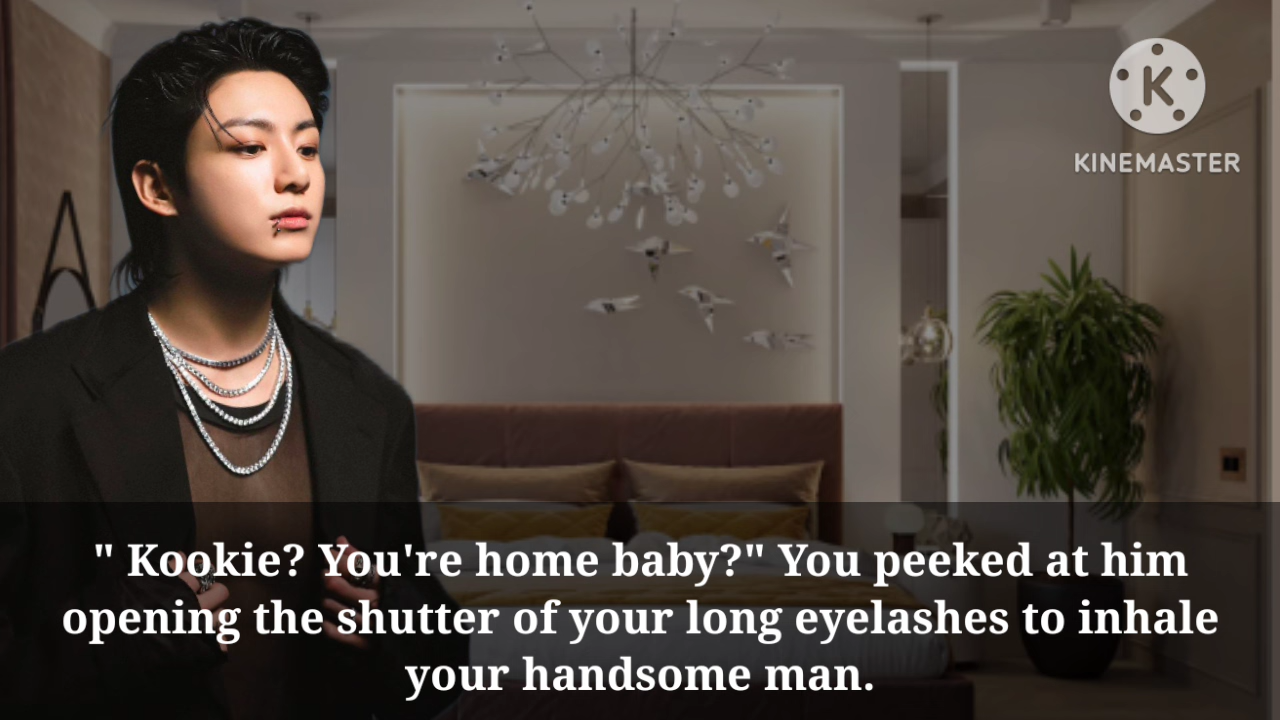 KINEMASTER
" Kookie? You're home baby?" You peeked at him
opening the shutter of your long eyelashes to inhale
your handsome man.